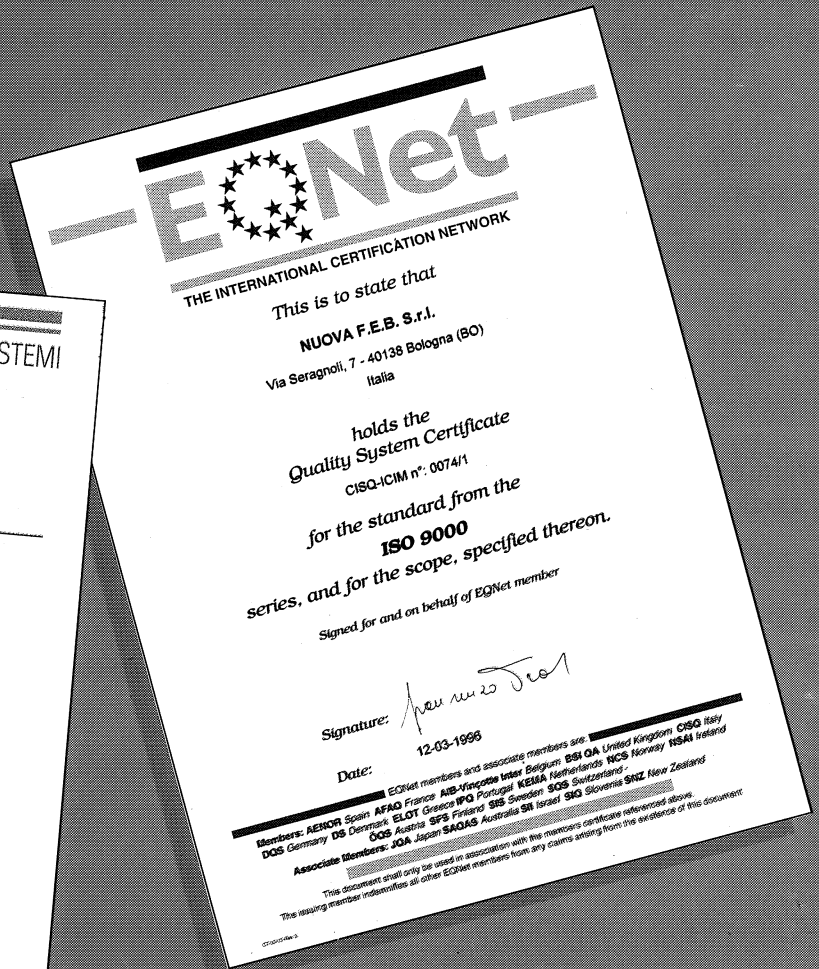 STEMI
EQNet
THE INTERNATIONAL CERTIFICATION NETWORK
This is to state that
NUOVA F.E.B. S.r.l.
Via Seragnoli, 7 - 40138 Bologna (BO)
Italia
holds the
Quality System Certificate
CISQ-ICIM n°: 0074/1
for the standard from the
ISO 9000
series, and for the scope, specified thereon.
Signed for and on behalf of EQNet member
Signature:
Date: 12-03-1996
EQNet members and associate members are:
Members: AENOR Spain AFAQ France AIB-Vinçotte Inter Belgium BSI QA United Kingdom CISQ Italy
DQS Germany DS Denmark ELOT Greece IPQ Portugal KEMA Netherlands NCS Norway NSAI Ireland
ÖQS Austria SFS Finland SIS Sweden SQS Switzerland
Associate Members: JQA Japan SAQAS Australia SII Israel SIQ Slovenia SNZ New Zealand
This document shall only be used in association with the members certificate referenced above.
The issuing member indemnifies all other EQNet members from any claims arising from the existence of this document